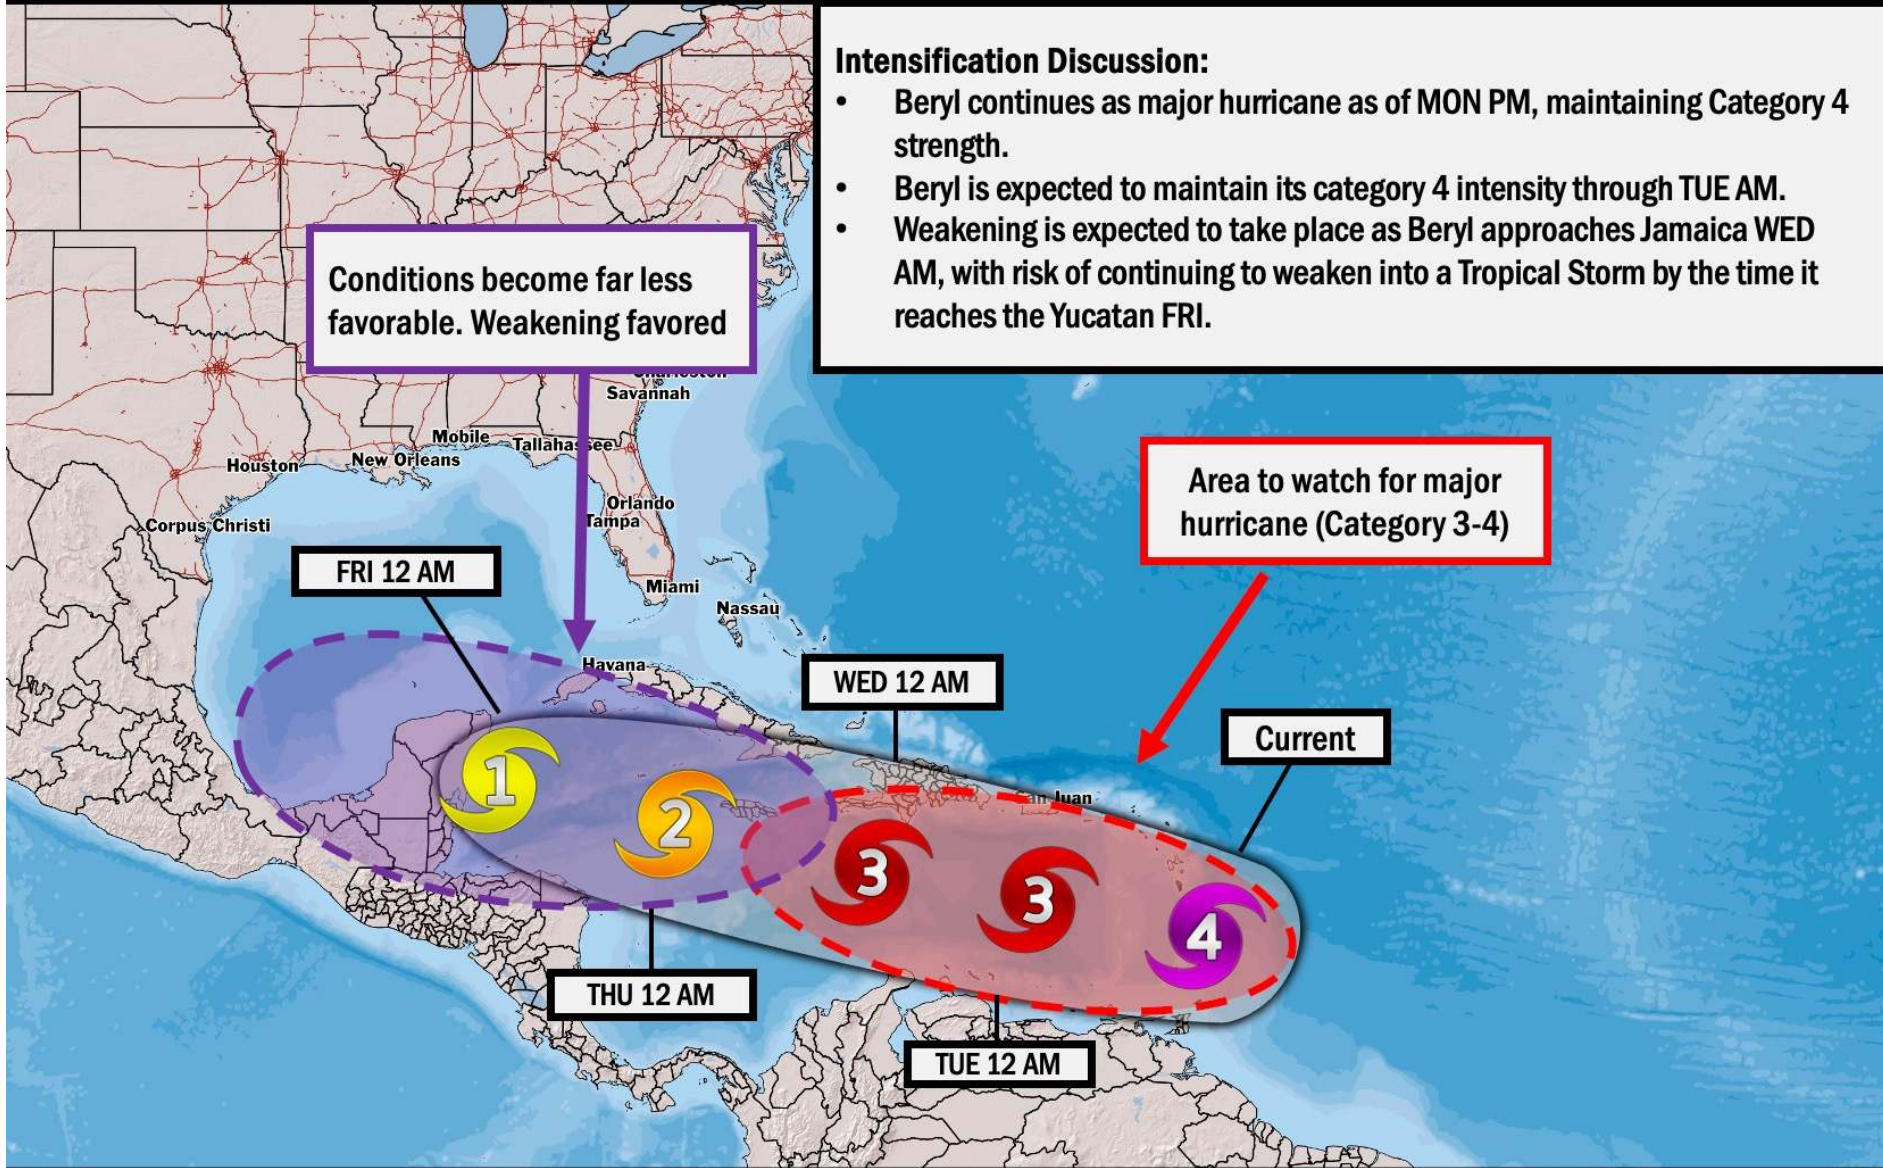 Intensification Discussion:
• Beryl continues as major hurricane as of MON PM, maintaining Category 4
strength.
• Beryl is expected to maintain its category 4 intensity through TUE AM.
• Weakening is expected to take place as Beryl approaches Jamaica WED
AM, with risk of continuing to weaken into a Tropical Storm by the time it
reaches the Yucatan FRI.
Conditions become far less
favorable. Weakening favored
Charleston
Savannah
Mobile
Tallahassee
Houston
New Orleans
Orlando
Tampa
Corpus Christi
Area to watch for major
hurricane (Category 3-4)
FRI 12 AM
Miami
Nassau
Havana
WED 12 AM
Current
San Juan
1
2
3
3
4
THU 12 AM
TUE 12 AM